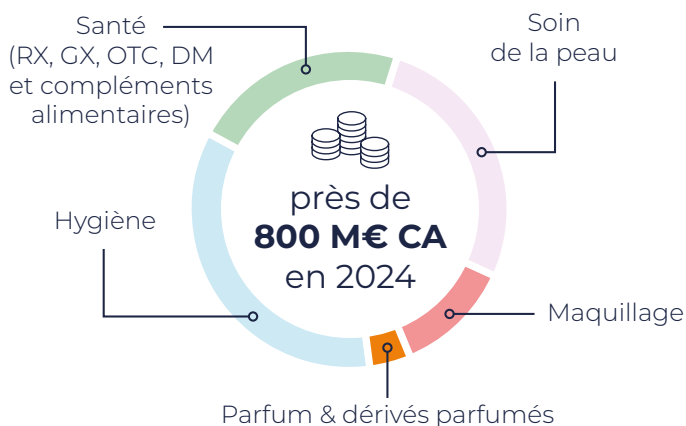 Santé
(RX, GX, OTC, DM
et compléments
alimentaires)
Soin
de la peau
près de
800 M€ CA
en 2024
Hygiène
Maquillage
Parfum & dérivés parfumés